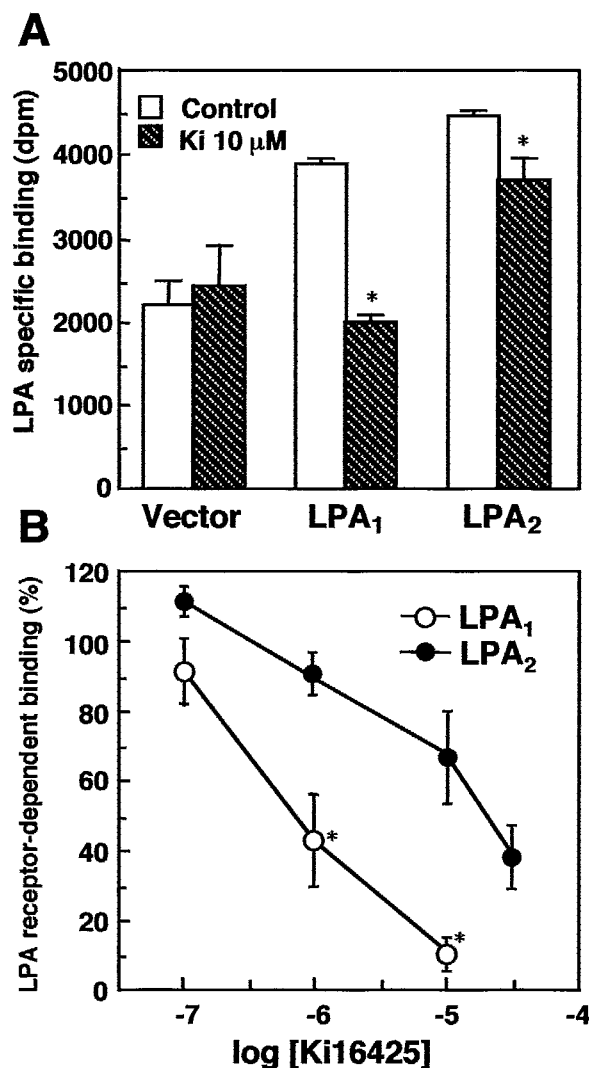 A
LPA specific binding (dpm)
5000
4000
3000
2000
1000
0
Control
Ki 10 μM
*
*
Vector
LPA₁
LPA₂
B
LPA receptor-dependent binding (%)
120
100
80
60
40
20
0
LPA₁
LPA₂
*
*
-7
-6
-5
-4
log [Ki16425]